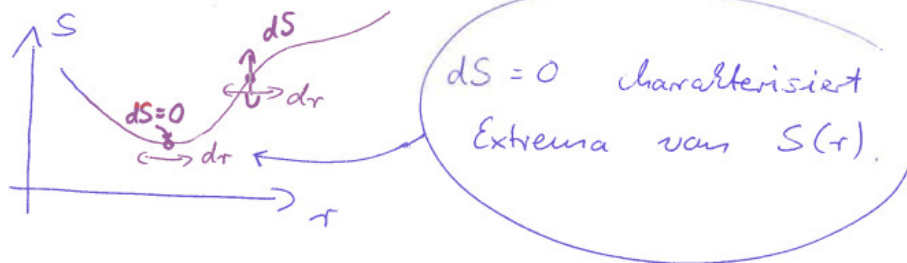 S
dS
dr
dS=0
dr
r
dS = 0 charakterisiert
Extrema von S(r).